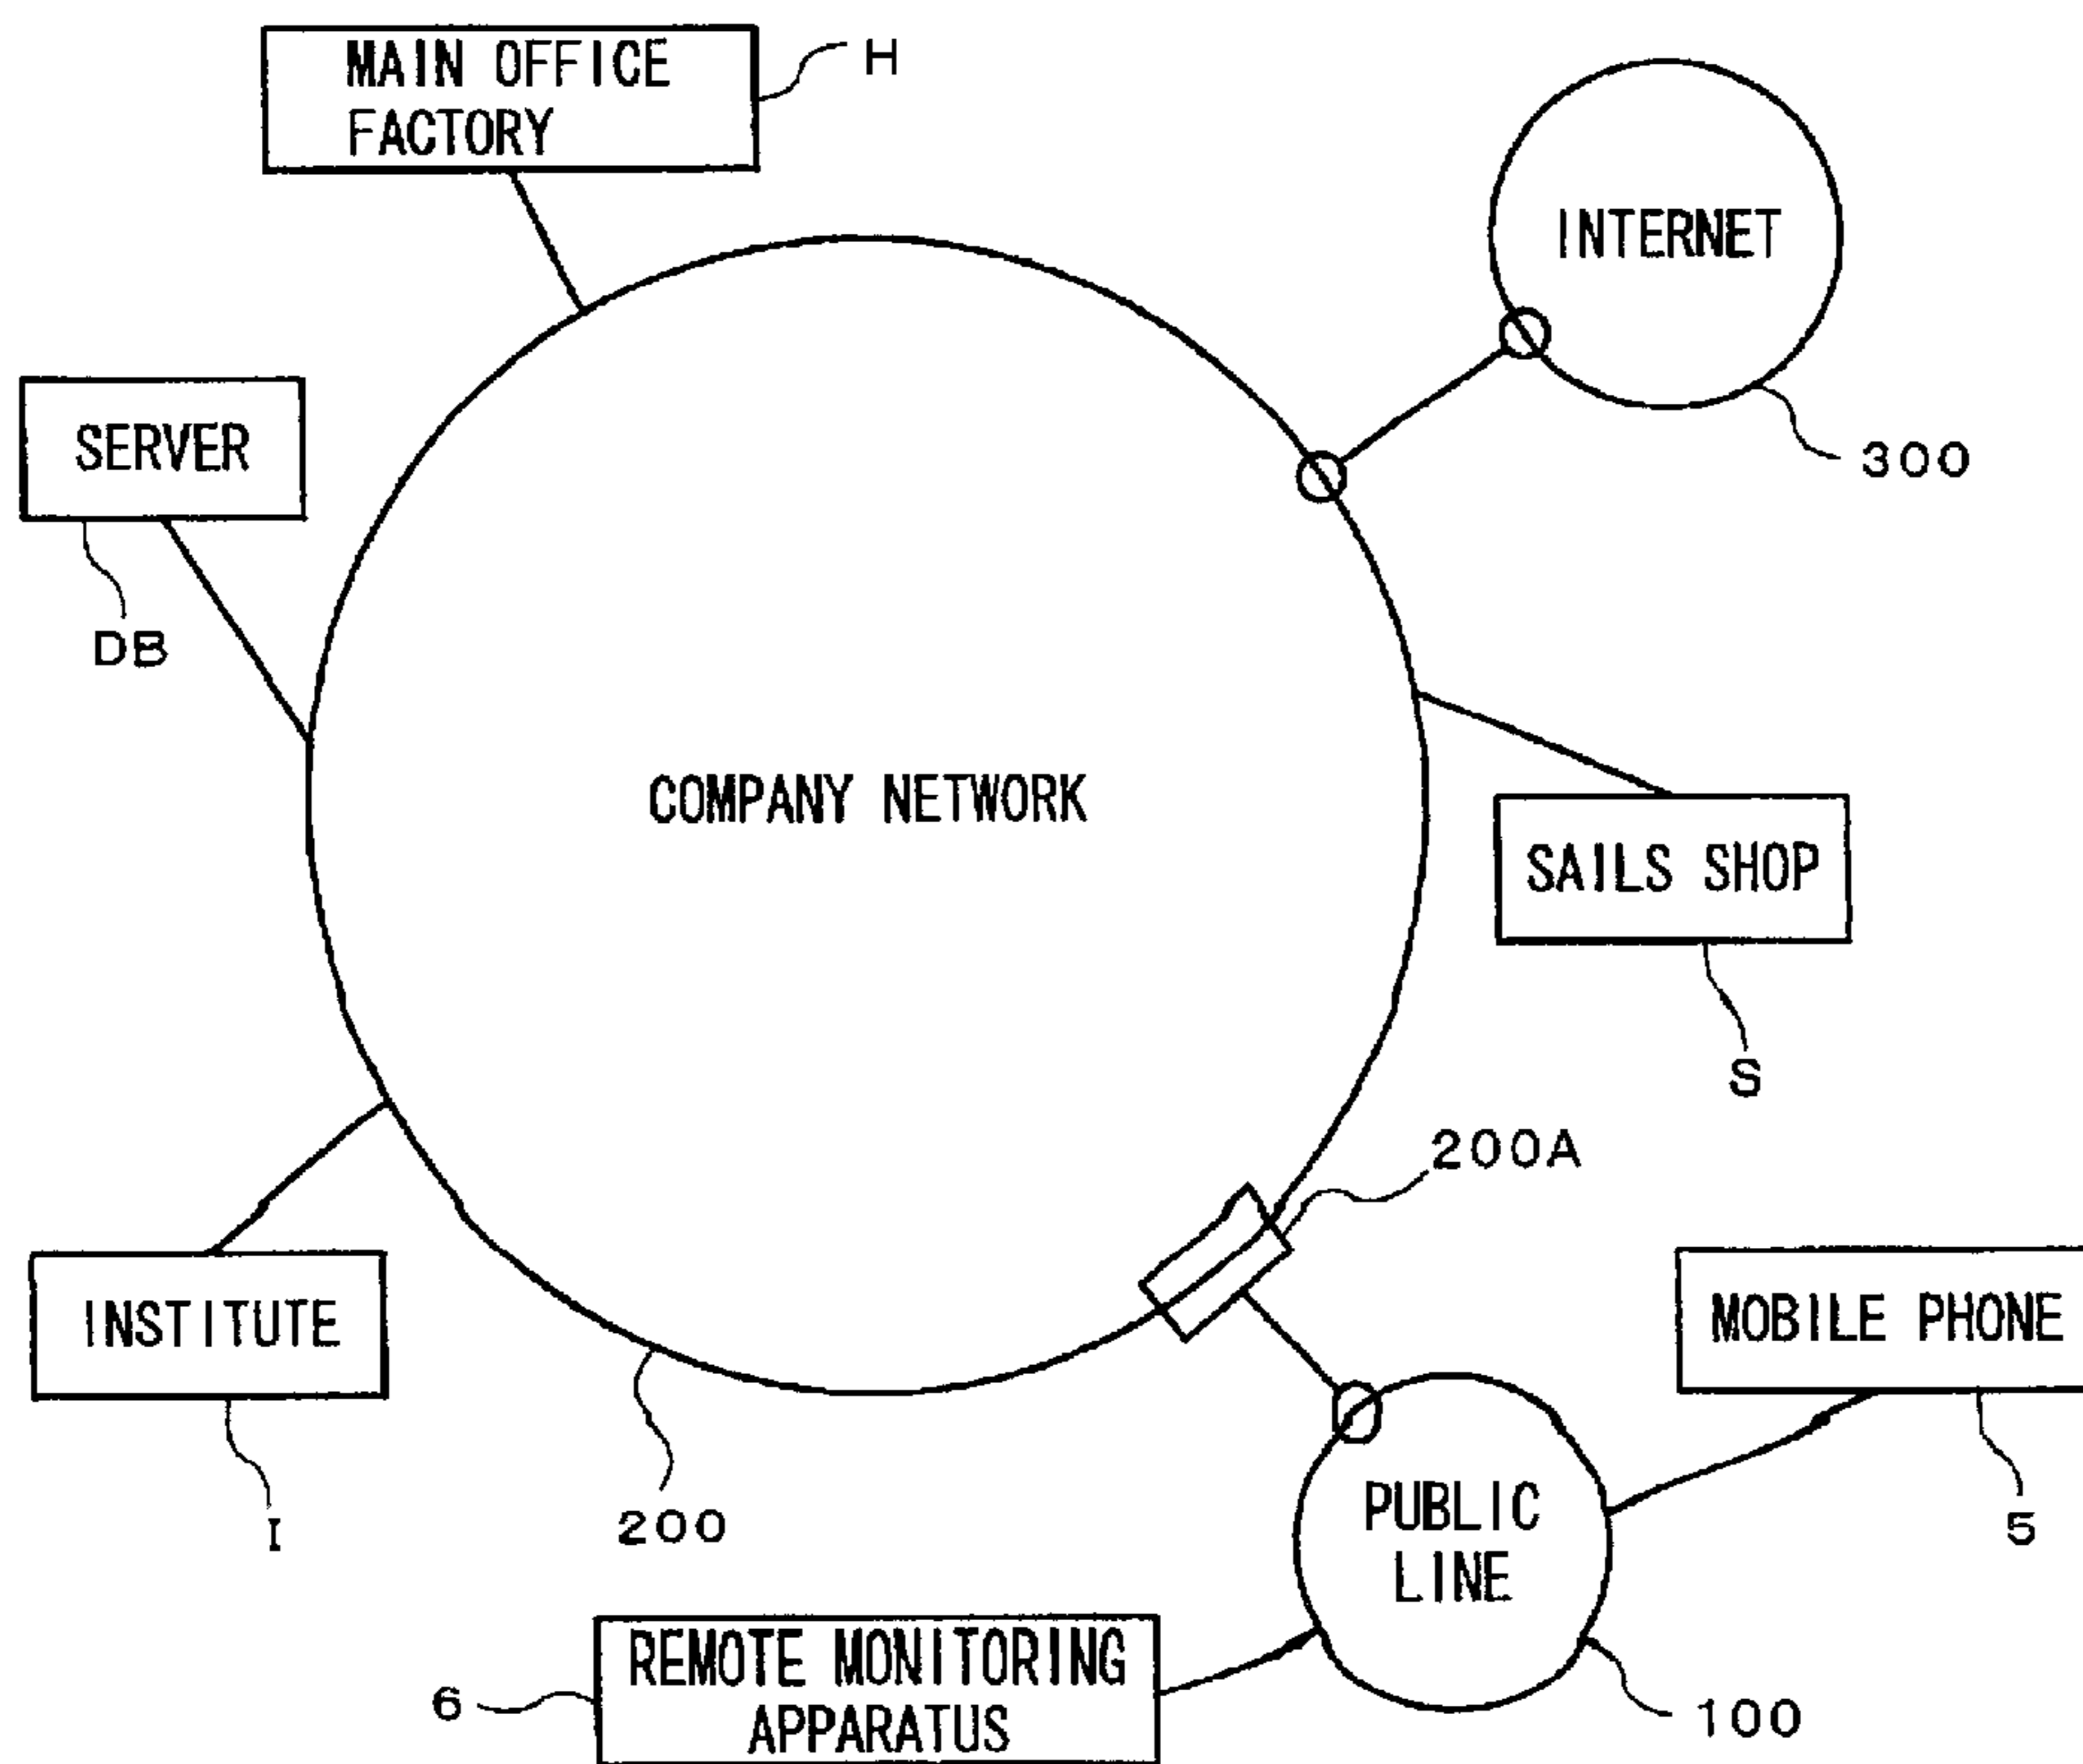 MAIN OFFICE
FACTORY
H
INTERNET
300
SERVER
DB
COMPANY NETWORK
SAILS SHOP
S
200A
INSTITUTE
I
200
MOBILE PHONE
5
PUBLIC
LINE
100
REMOTE MONITORING
APPARATUS
6